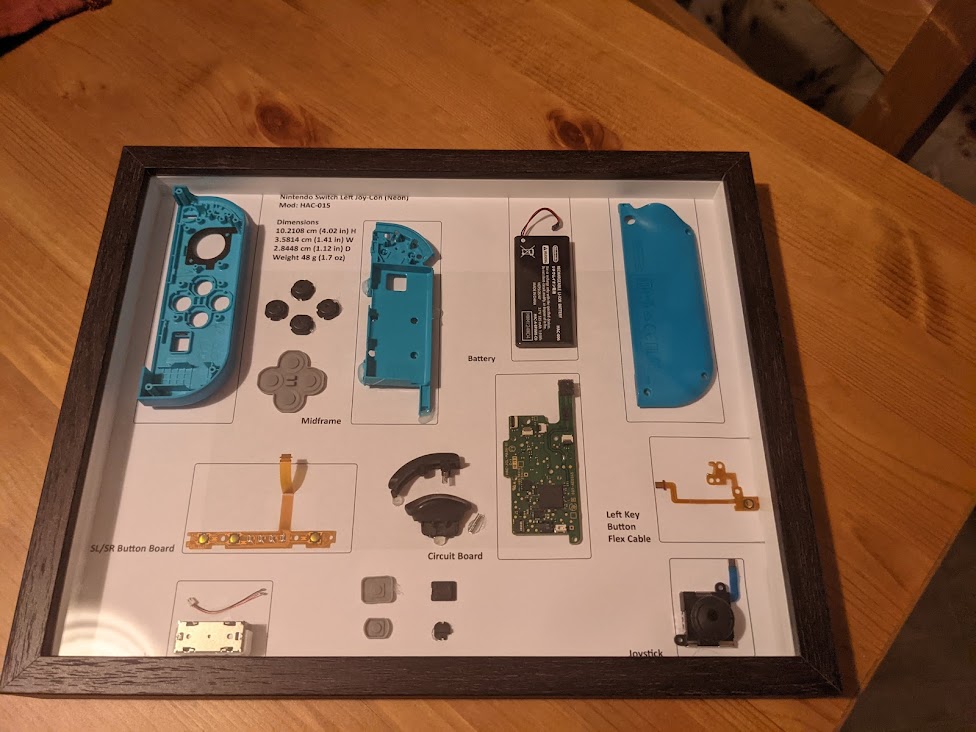 Nintendo Switch Left Joy-Con (Neon)
Mod: HAC-015
Dimensions
10.2108 cm (4.02 in) H
3.5814 cm (1.41 in) W
2.8448 cm (1.12 in) D
Weight 48 g (1.7 oz)
Battery
Midframe
Left Key
Button
Flex Cable
SL/SR Button Board
Circuit Board
Joystick